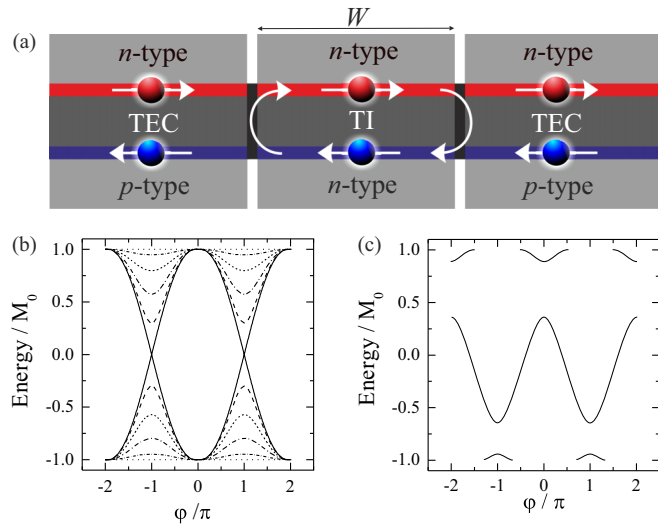 W
(a)
n-type n-type n-type
TEC TI TEC
p-type n-type p-type
(b) (c)
1.0 1.0
0.5 0.5
0.0 0.0
-0.5 -0.5
-1.0 -1.0
Energy / M₀ Energy / M₀
-2 -1 0 1 2 -2 -1 0 1 2
φ / π φ / π